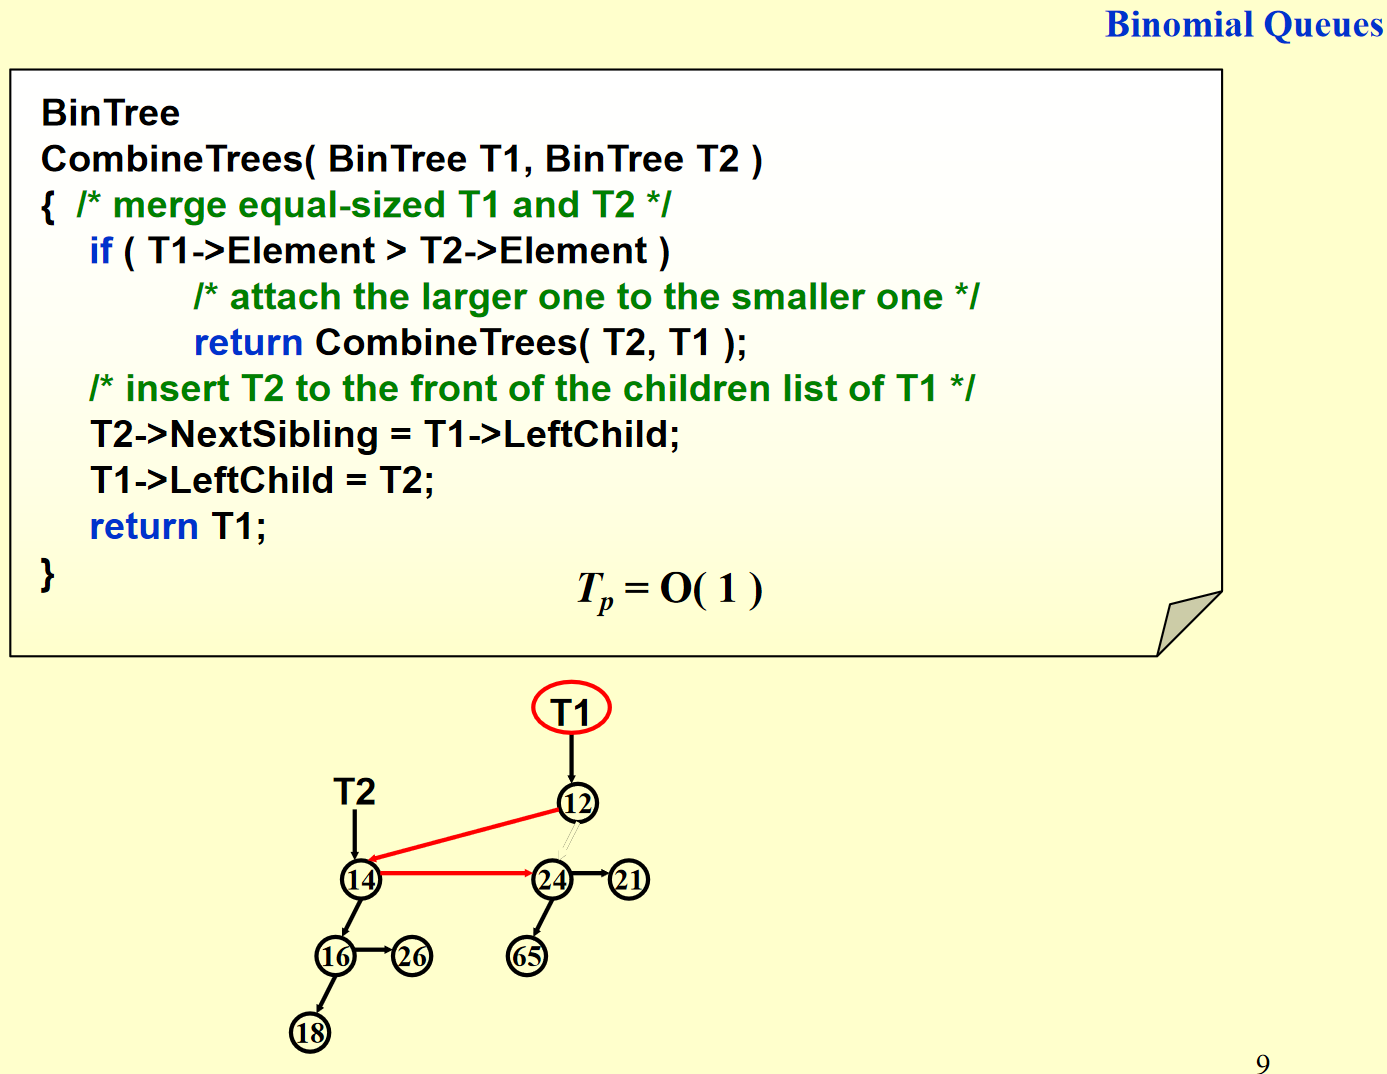 Binomial Queues
BinTree
CombineTrees( BinTree T1, BinTree T2 )
{ /* merge equal-sized T1 and T2 */
if ( T1->Element > T2->Element )
/* attach the larger one to the smaller one */
return CombineTrees( T2, T1 );
/* insert T2 to the front of the children list of T1 */
T2->NextSibling = T1->LeftChild;
T1->LeftChild = T2;
return T1;
}
Tp = O( 1 )
T1
T2
12
14
24
21
16
26
65
18
9